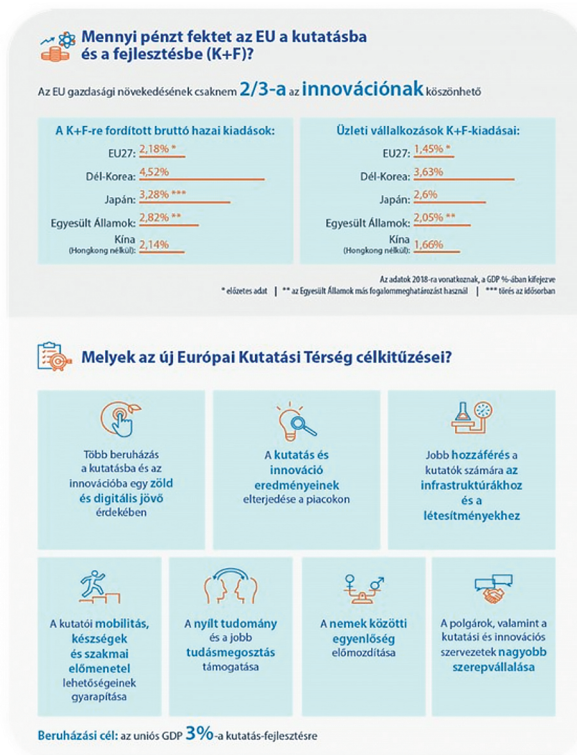 Mennyi pénzt fektet az EU a kutatásba
és a fejlesztésbe (K+F)?
Az EU gazdasági növekedésének csaknem 2/3-a az innovációnak köszönhető
A K+F-re fordított bruttó hazai kiadások:
EU27: 2,18% *
Dél-Korea: 4,52%
Japán: 3,28% ***
Egyesült Államok: 2,82% **
Kína
(Hongkong nélkül): 2,14%
Üzleti vállalkozások K+F-kiadásai:
EU27: 1,45% *
Dél-Korea: 3,63%
Japán: 2,6%
Egyesült Államok: 2,05% **
Kína
(Hongkong nélkül): 1,66%
Az adatok 2018-ra vonatkoznak, a GDP %-ában kifejezve
* előzetes adat | ** az Egyesült Államok más fogalommeghatározást használ | *** törés az idősorban
Melyek az új Európai Kutatási Térség célkitűzései?
Több beruházás
a kutatásba és az
innovációba egy zöld
és digitális jövő
érdekében
A kutatás és
innováció
eredményeinek
elterjedése a piacokon
Jobb hozzáférés a
kutatók számára az
infrastruktúrákhoz
és a
létesítményekhez
A kutatói mobilitás,
készségek
és szakmai
előmenetel
lehetőségeinek
gyarapítása
A nyílt tudomány
és a jobb
tudásmegosztás
támogatása
A nemek közötti
egyenlőség
előmozdítása
A polgárok, valamint a
kutatási és innovációs
szervezetek nagyobb
szerepvállalása
Beruházási cél: az uniós GDP 3%-a kutatás-fejlesztésre